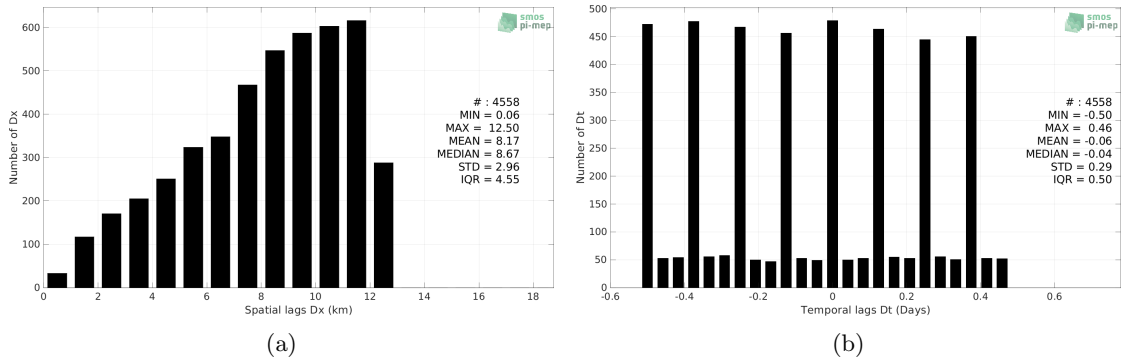 600
500
400
300
200
100
0
0 2 4 6 8 10 12 14 16 18
Number of Dx
Spatial lags Dx (km)
smos
pi-mep
# : 4558
MIN = 0.06
MAX = 12.50
MEAN = 8.17
MEDIAN = 8.67
STD = 2.96
IQR = 4.55
(a)
500
450
400
350
300
250
200
150
100
50
0
-0.6 -0.4 -0.2 0 0.2 0.4 0.6
Number of Dt
Temporal lags Dt (Days)
smos
pi-mep
# : 4558
MIN = -0.50
MAX = 0.46
MEAN = -0.06
MEDIAN = -0.04
STD = 0.29
IQR = 0.50
(b)